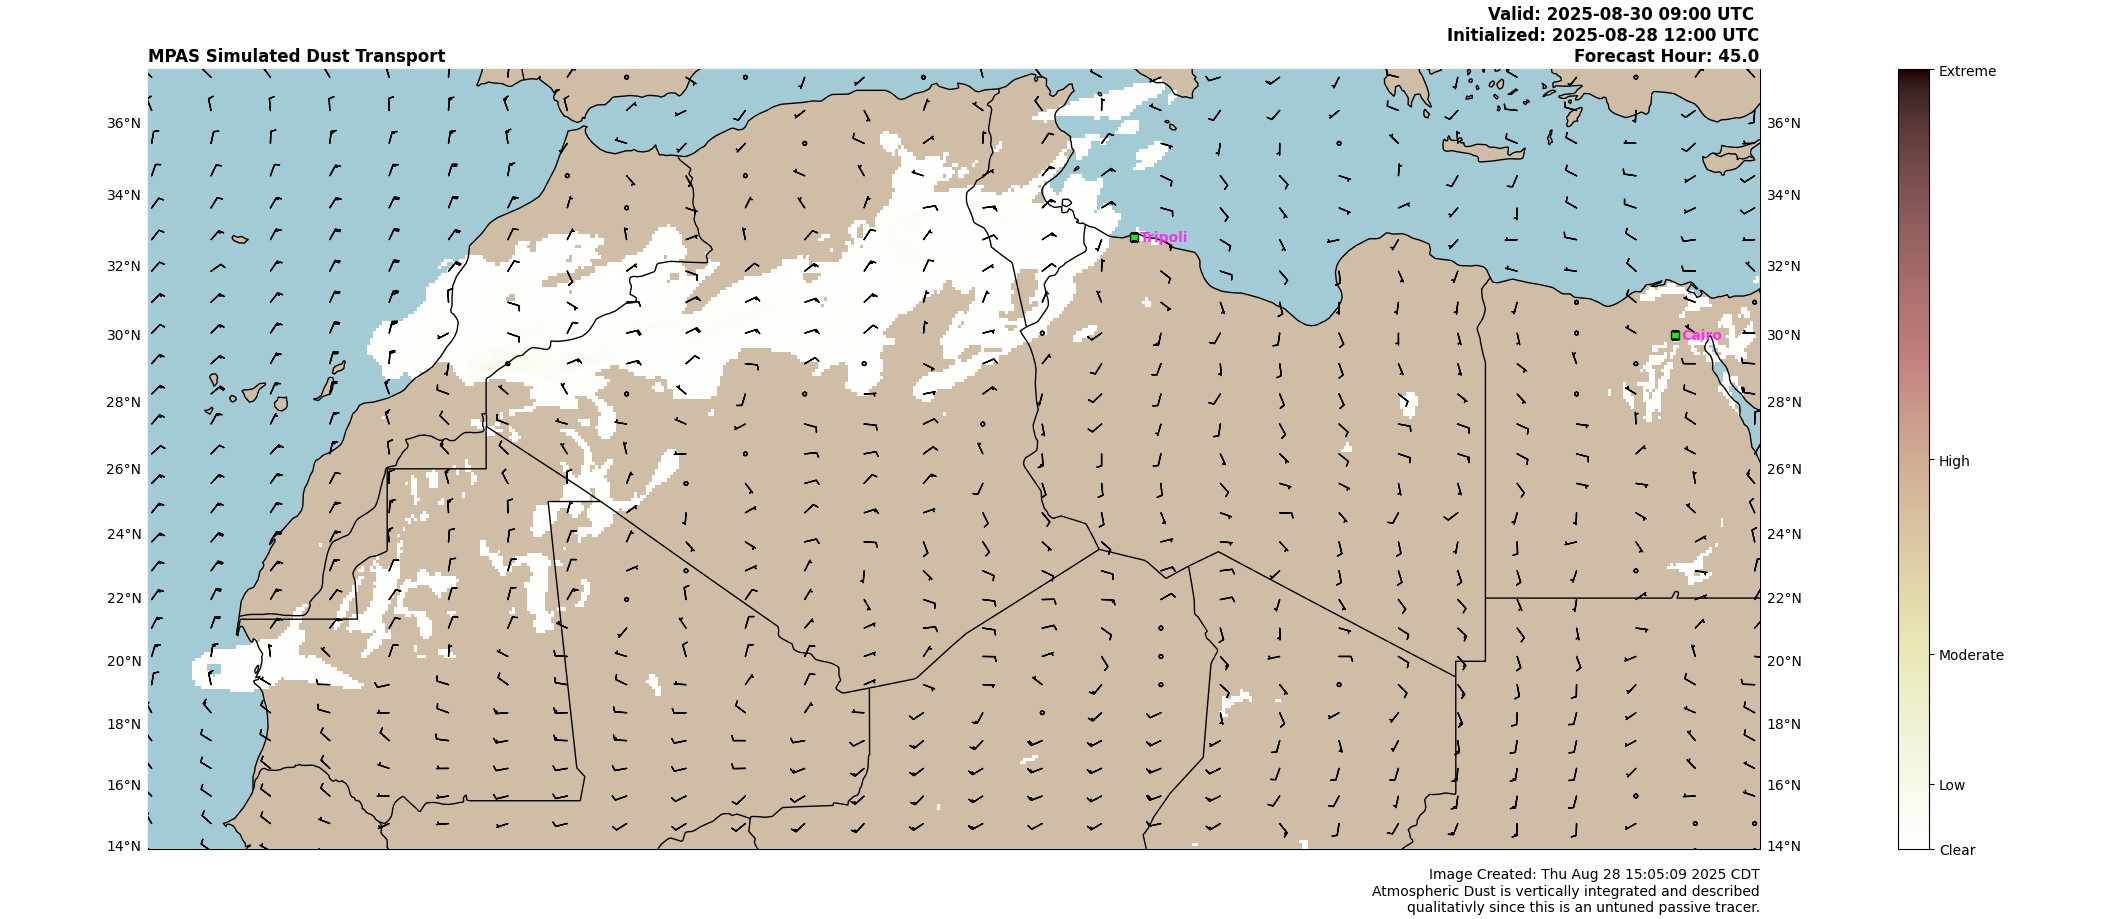 Valid: 2025-08-30 09:00 UTC
Initialized: 2025-08-28 12:00 UTC
MPAS Simulated Dust Transport Forecast Hour: 45.0
Extreme
36°N 36°N
34°N 34°N
Tripoli
32°N 32°N
30°N Cairo 30°N
28°N 28°N
26°N 26°N High
24°N 24°N
22°N 22°N
20°N 20°N Moderate
18°N 18°N
16°N 16°N Low
14°N 14°N Clear
Image Created: Thu Aug 28 15:05:09 2025 CDT
Atmospheric Dust is vertically integrated and described
qualitativly since this is an untuned passive tracer.